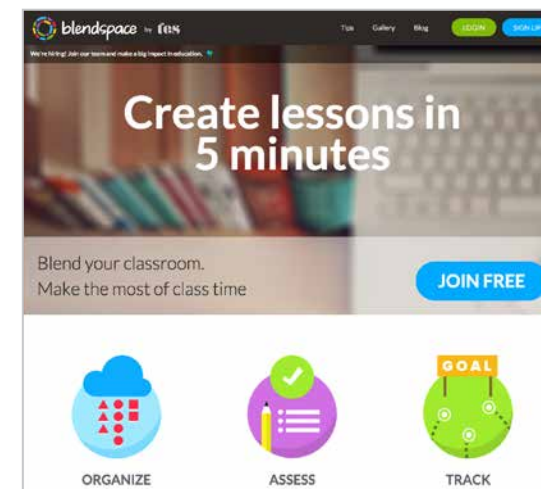 blendspace by TES
Tips Gallery Blog LOGIN SIGN UP
We're hiring! Join our team and make a big impact in education.
Create lessons in
5 minutes
Blend your classroom.
Make the most of class time
JOIN FREE
GOAL
ORGANIZE ASSESS TRACK